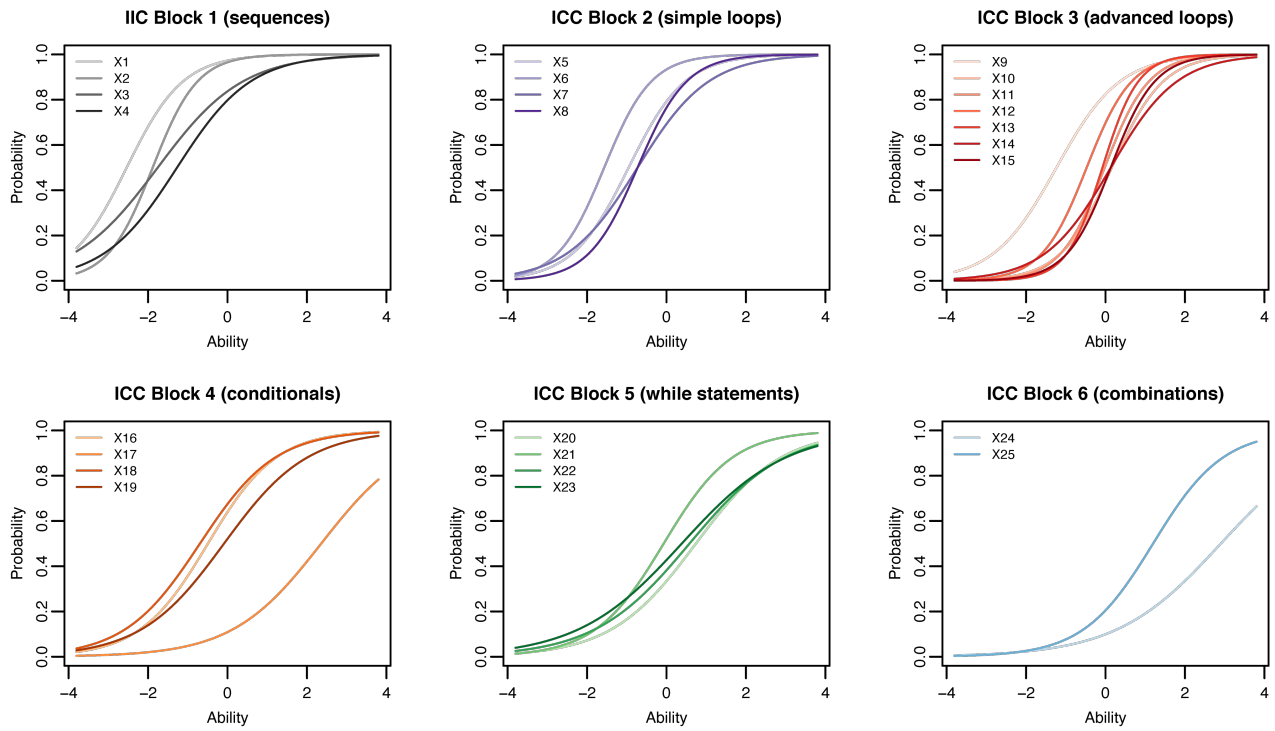 IIC Block 1 (sequences)
1.0
0.8
0.6
0.4
0.2
0.0
Probability
X1
X2
X3
X4
−4 −2 0 2 4
Ability
ICC Block 2 (simple loops)
1.0
0.8
0.6
0.4
0.2
0.0
Probability
X5
X6
X7
X8
−4 −2 0 2 4
Ability
ICC Block 3 (advanced loops)
1.0
0.8
0.6
0.4
0.2
0.0
Probability
X9
X10
X11
X12
X13
X14
X15
−4 −2 0 2 4
Ability
ICC Block 4 (conditionals)
1.0
0.8
0.6
0.4
0.2
0.0
Probability
X16
X17
X18
X19
−4 −2 0 2 4
Ability
ICC Block 5 (while statements)
1.0
0.8
0.6
0.4
0.2
0.0
Probability
X20
X21
X22
X23
−4 −2 0 2 4
Ability
ICC Block 6 (combinations)
1.0
0.8
0.6
0.4
0.2
0.0
Probability
X24
X25
−4 −2 0 2 4
Ability